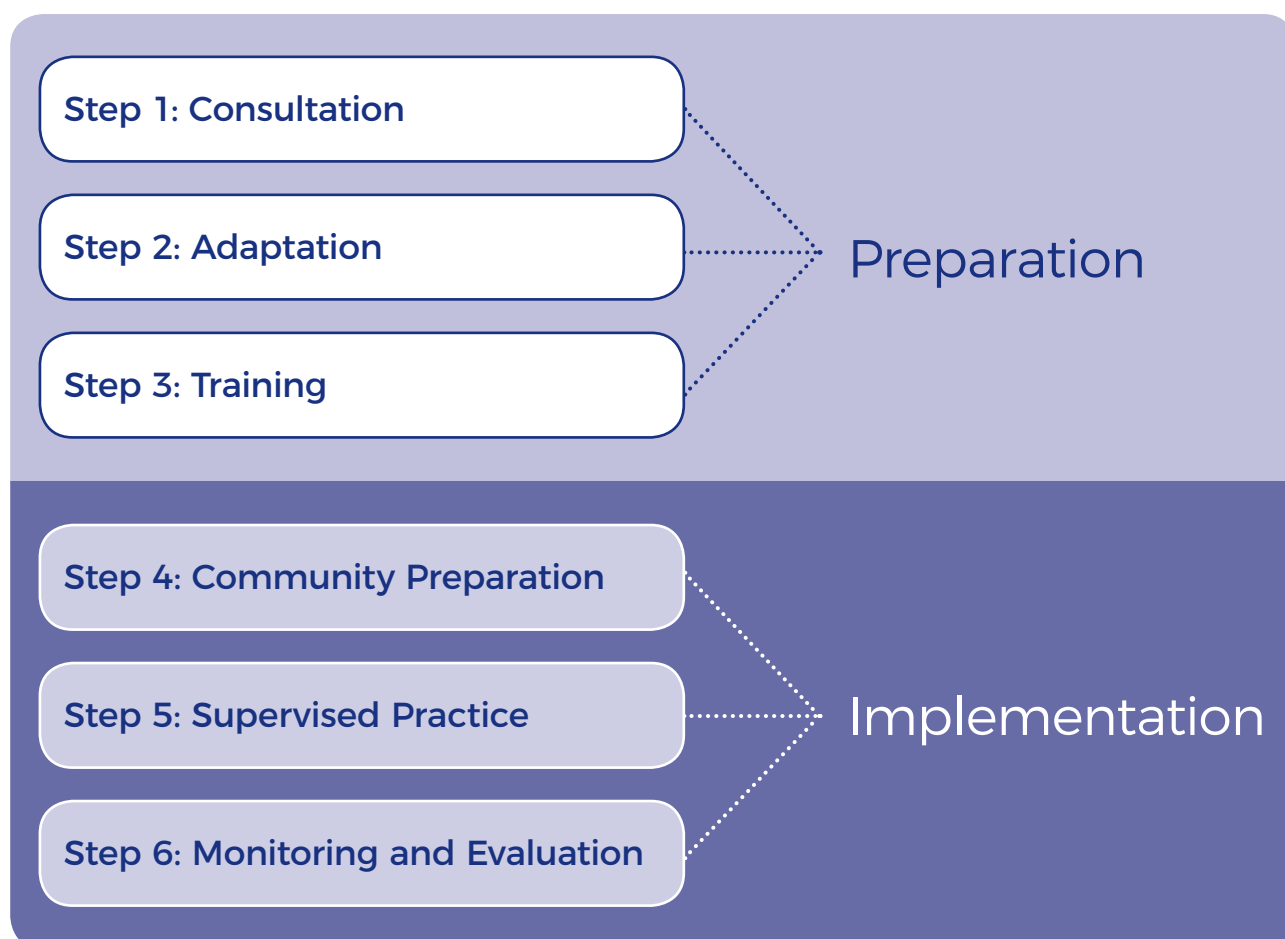 Step 1: Consultation
Step 2: Adaptation
Step 3: Training
Preparation
Step 4: Community Preparation
Step 5: Supervised Practice
Step 6: Monitoring and Evaluation
Implementation